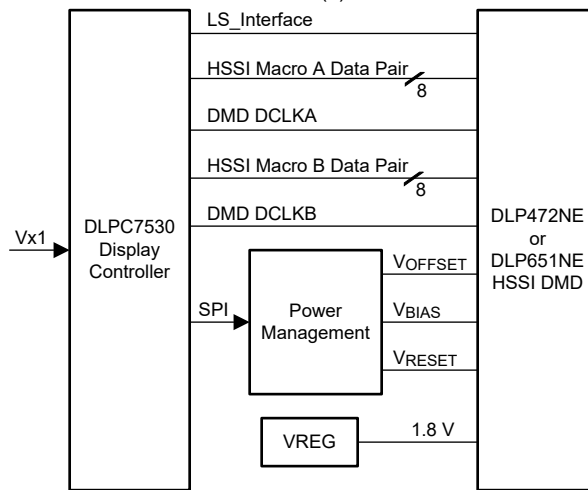 LS_Interface
HSSI Macro A Data Pair
8
DMD DCLKA
HSSI Macro B Data Pair
8
DMD DCLKB
Vx1
DLPC7530
Display
Controller
SPI
Power
Management
VOFFSET
VBIAS
VRESET
DLP472NE
or
DLP651NE
HSSI DMD
VREG
1.8 V